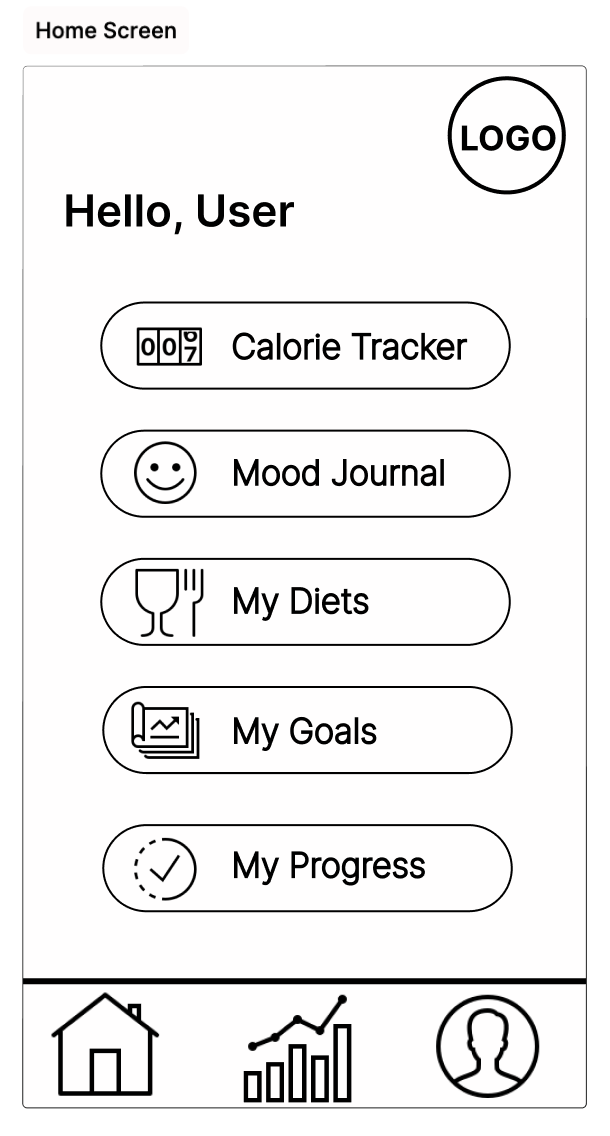 Home Screen
LOGO
Hello, User
007 Calorie Tracker
Mood Journal
My Diets
My Goals
My Progress